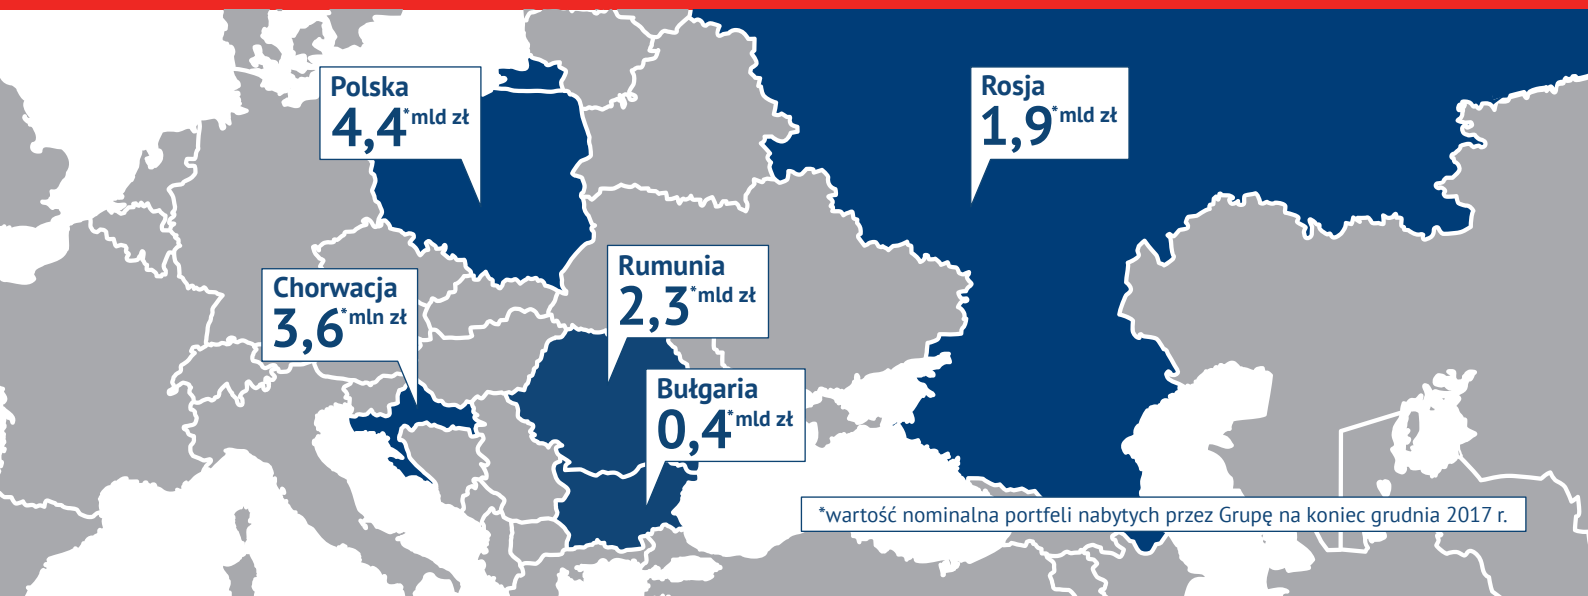 Polska
4,4*mld zł
Rosja
1,9*mld zł
Rumunia
2,3*mld zł
Chorwacja
3,6*mln zł
Bułgaria
0,4*mld zł
*wartość nominalna portfeli nabytych przez Grupę na koniec grudnia 2017 r.